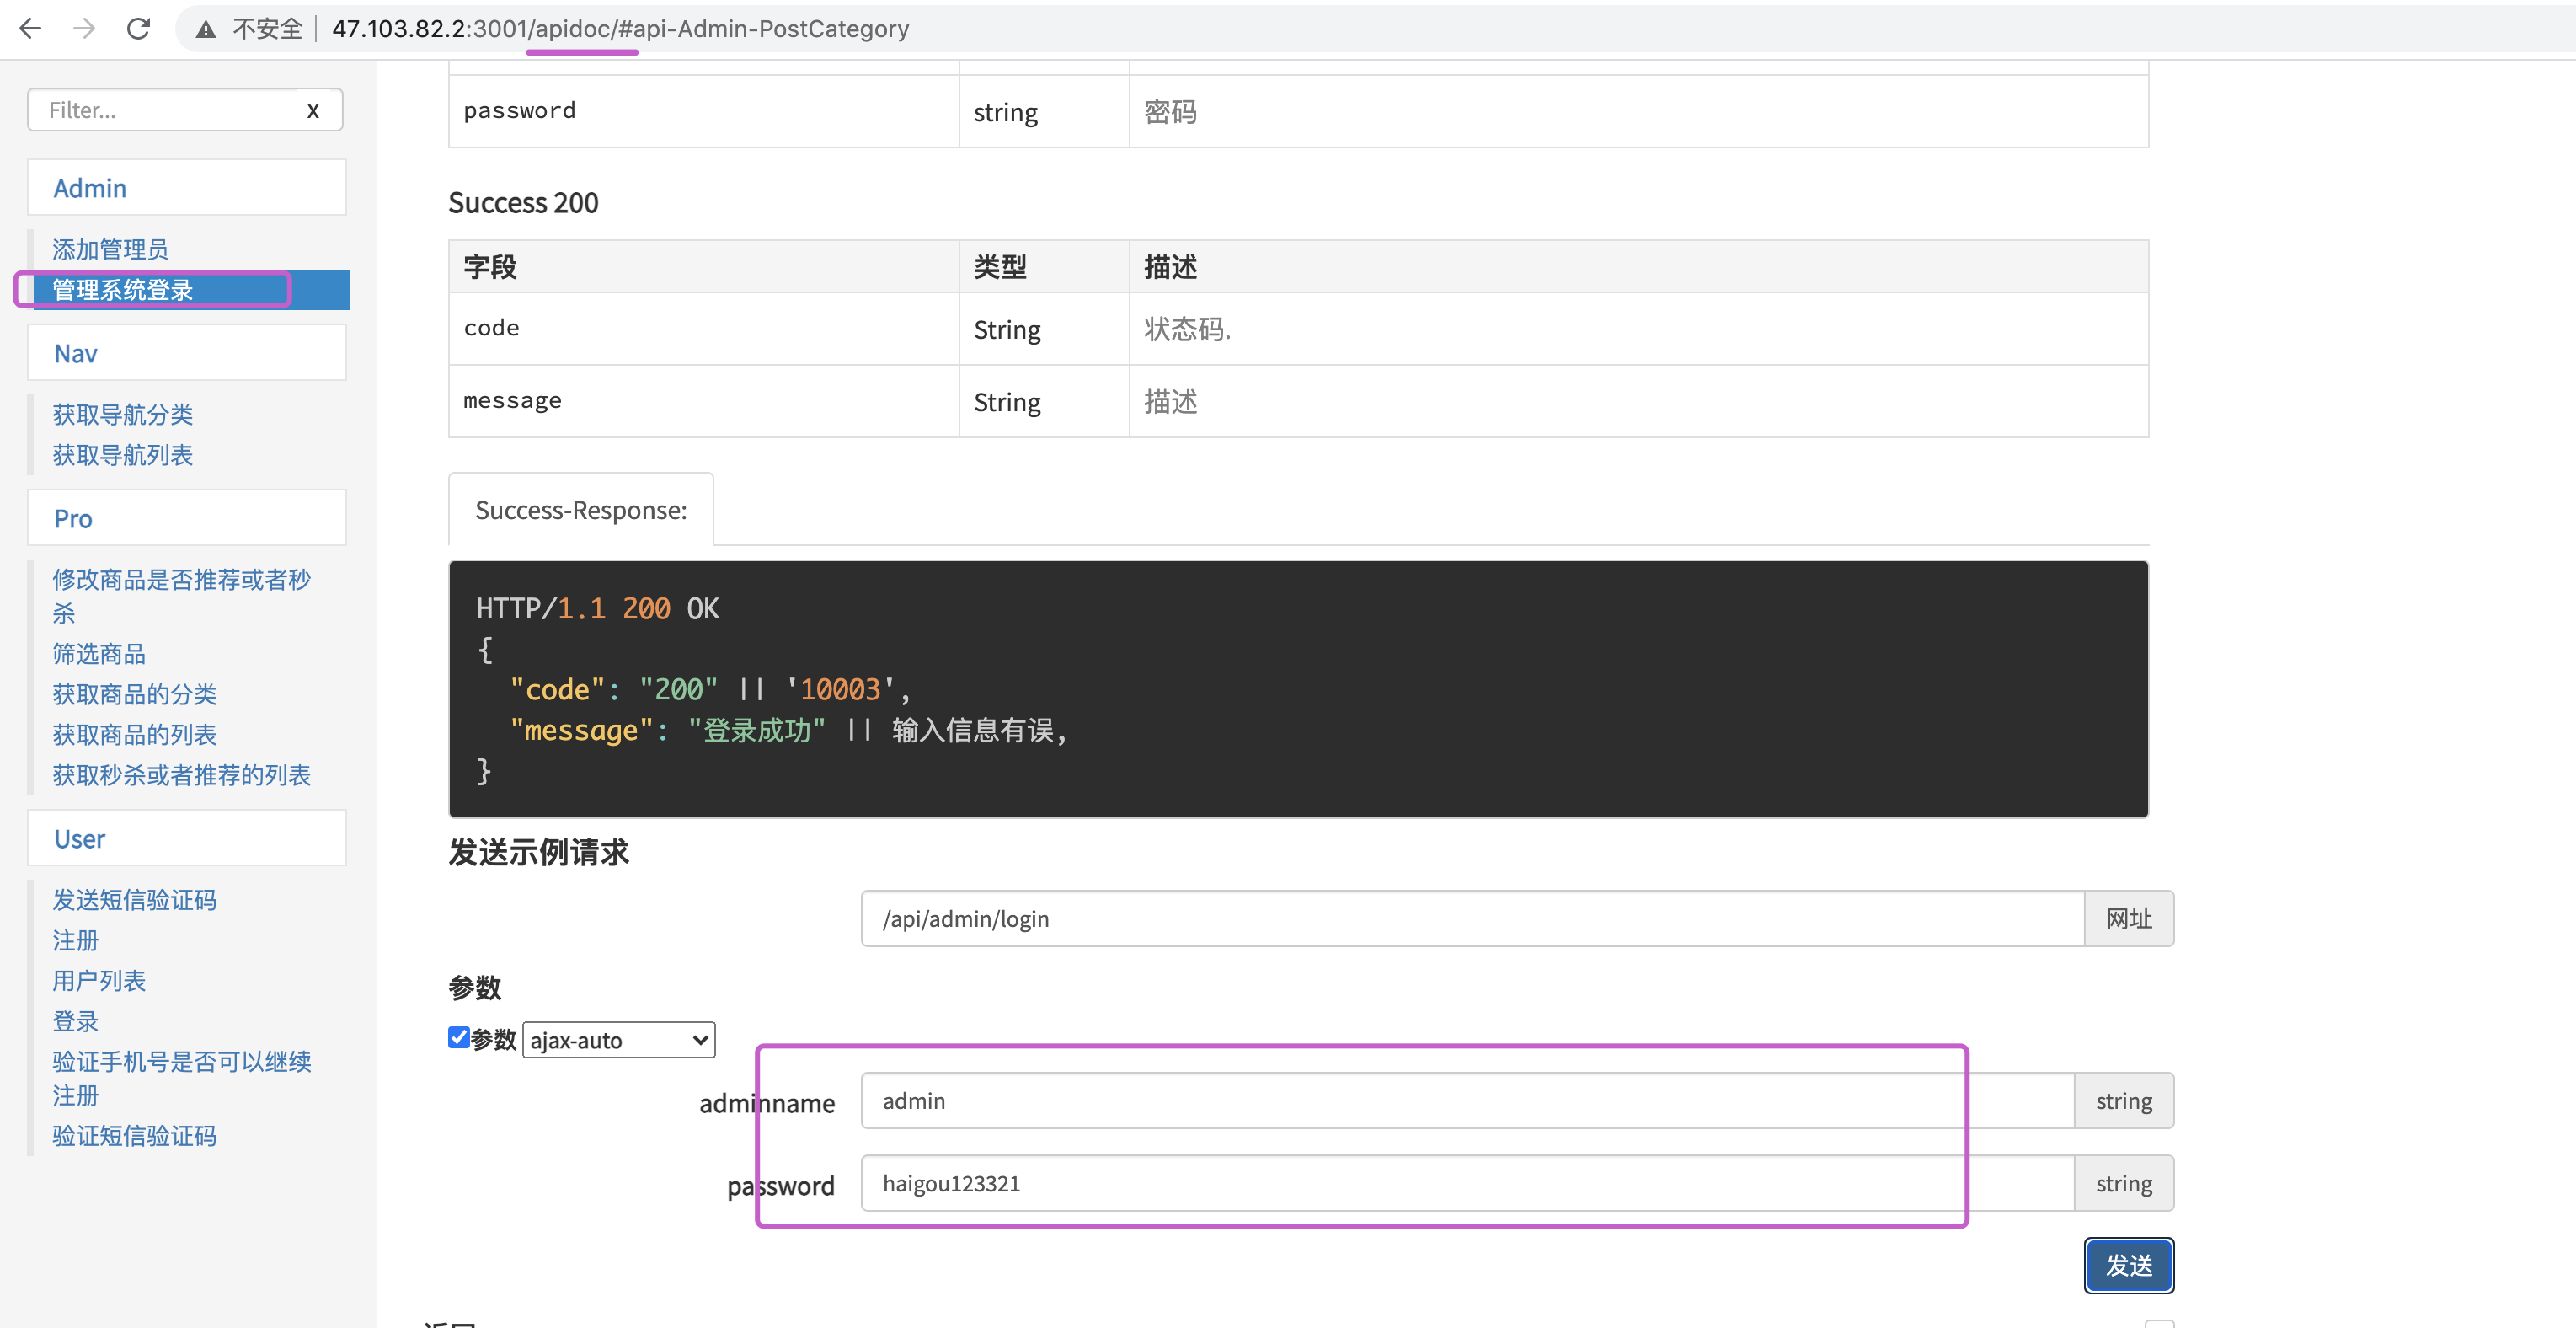 不安全 47.103.82.2:3001/apidoc/#api-Admin-PostCategory
Filter... x
Admin
添加管理员
管理系统登录
Nav
获取导航分类
获取导航列表
Pro
修改商品是否推荐或者秒
杀
筛选商品
获取商品的分类
获取商品的列表
获取秒杀或者推荐的列表
User
发送短信验证码
注册
用户列表
登录
验证手机号是否可以继续
注册
验证短信验证码
password string 密码
Success 200
字段 类型 描述
code String 状态码.
message String 描述
Success-Response:
HTTP/1.1 200 OK
{
"code": "200" || '10003',
"message": "登录成功" || 输入信息有误,
}
发送示例请求
/api/admin/login 网址
参数
参数 ajax-auto
adminname admin string
password haigou123321 string
发送